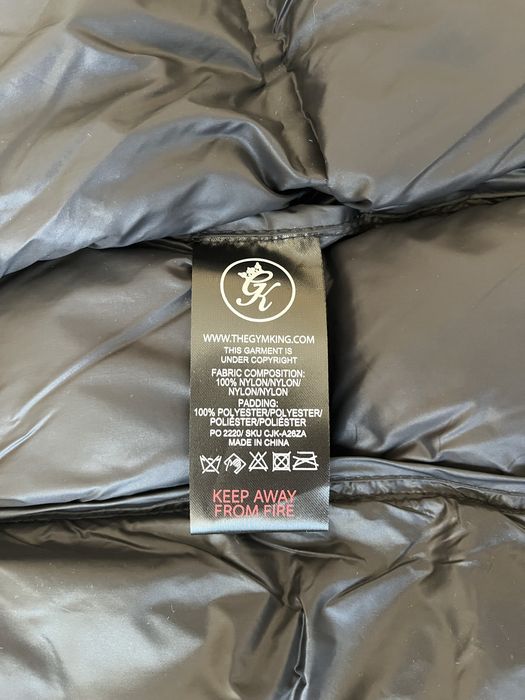 GK
WWW.THEGYMKING.COM
THIS GARMENT IS
UNDER COPYRIGHT
FABRIC COMPOSITION:
100% NYLON/NYLON/
NYLON/NYLON
PADDING:
100% POLYESTER/POLYESTER/
POLIÉSTER/POLIÉSTER
PO 2220/ SKU CJK-A26ZA
MADE IN CHINA
KEEP AWAY
FROM FIRE